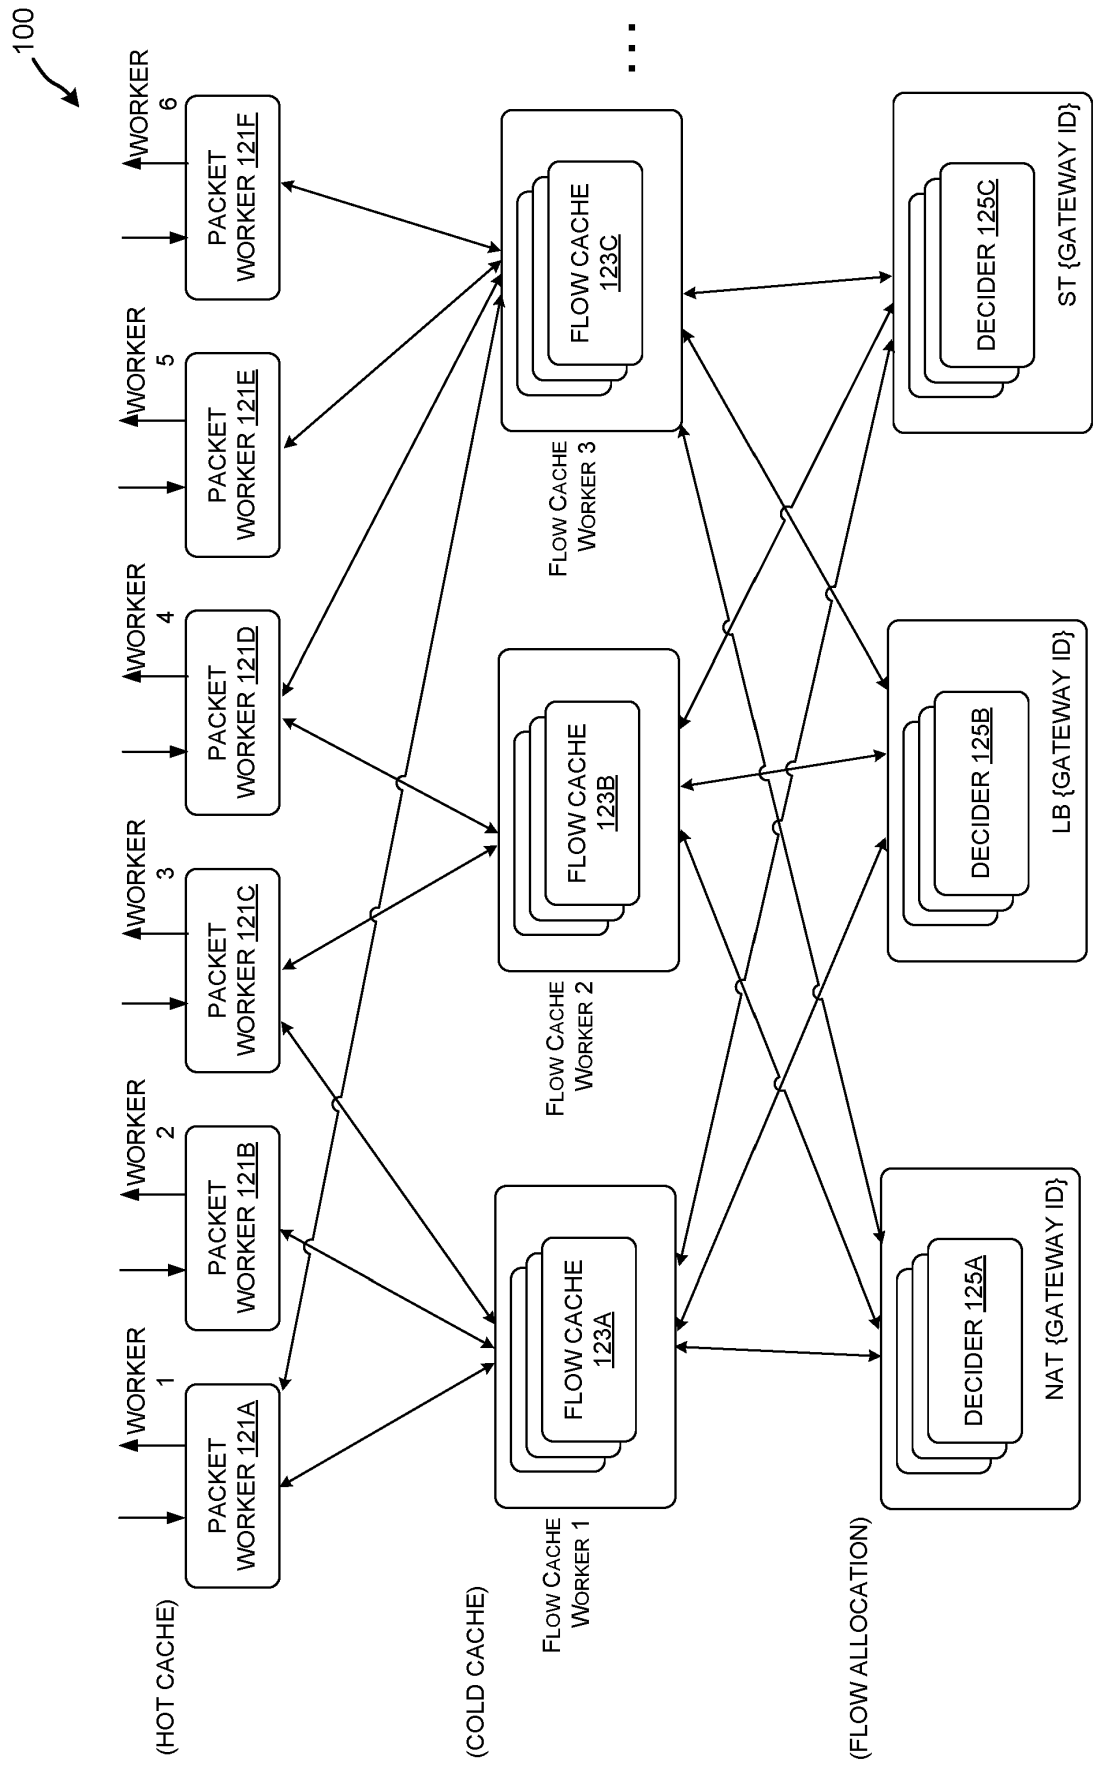 100
WORKER
1
WORKER
2
WORKER
3
WORKER
4
WORKER
5
WORKER
6
(HOT CACHE)
PACKET
WORKER 121A
PACKET
WORKER 121B
PACKET
WORKER 121C
PACKET
WORKER 121D
PACKET
WORKER 121E
PACKET
WORKER 121F
(COLD CACHE)
FLOW CACHE
WORKER 1
FLOW CACHE
123A
FLOW CACHE
WORKER 2
FLOW CACHE
123B
FLOW CACHE
WORKER 3
FLOW CACHE
123C
...
(FLOW ALLOCATION)
DECIDER 125A
NAT {GATEWAY ID}
DECIDER 125B
LB {GATEWAY ID}
DECIDER 125C
ST {GATEWAY ID}